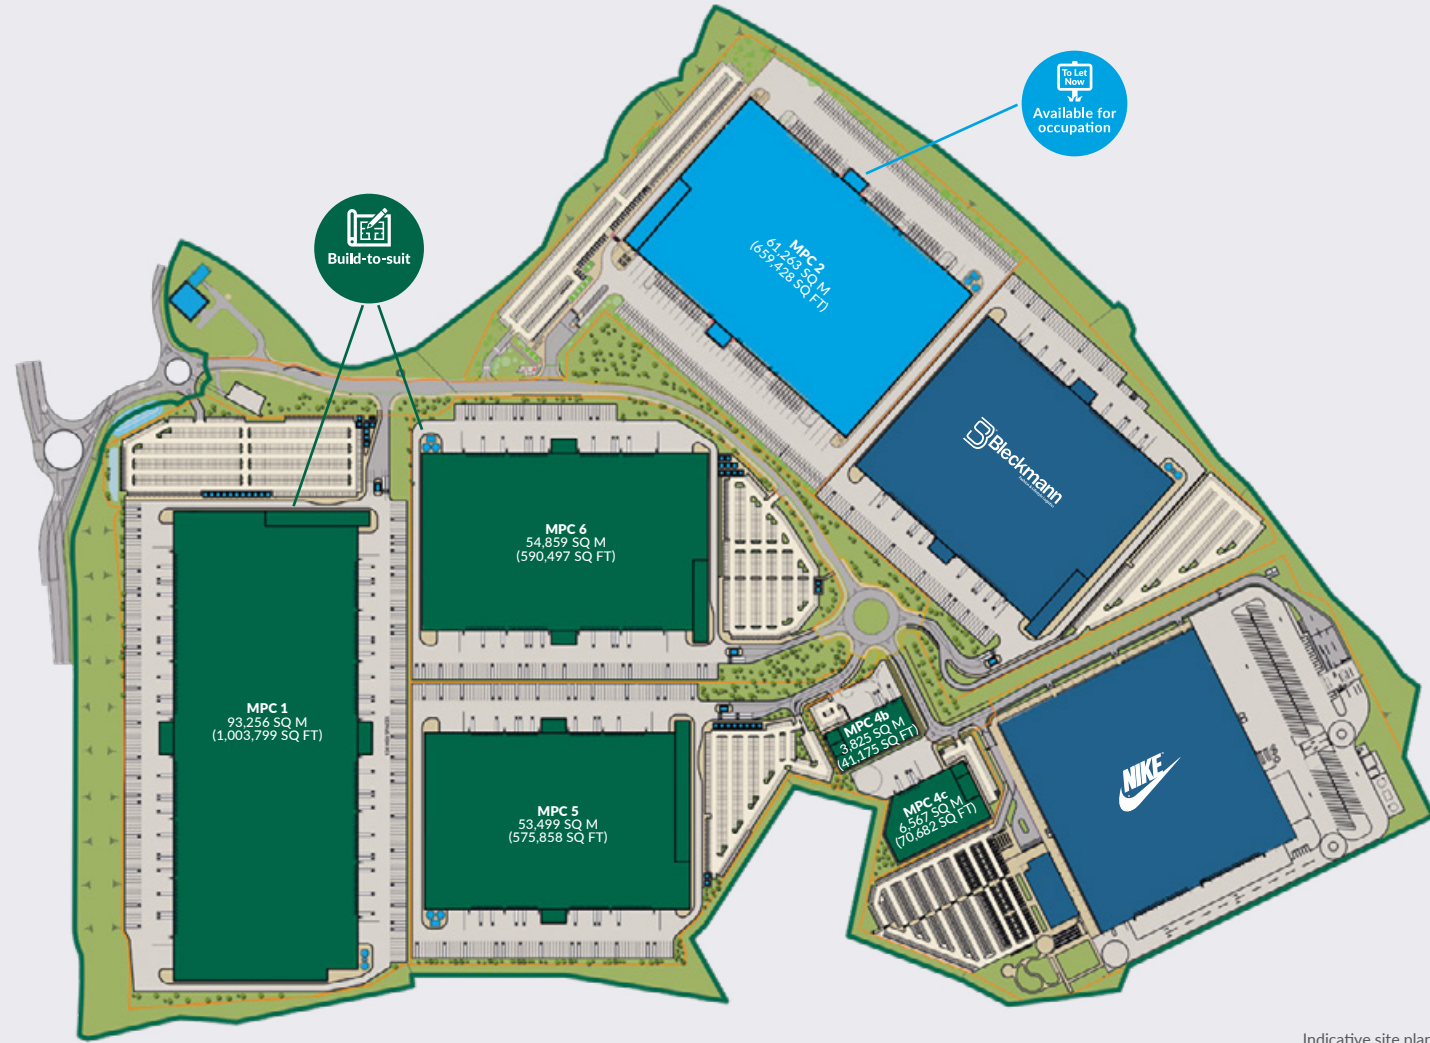 To Let
Now
Available for
occupation
Build-to-suit
MPC 2
61,263 SQ M
(659,428 SQ FT)
Bleckmann
MPC 6
54,859 SQ M
(590,497 SQ FT)
MPC 1
93,256 SQ M
(1,003,799 SQ FT)
MPC 4b
3,825 SQ M
(41,175 SQ FT)
NIKE
MPC 5
53,499 SQ M
(575,858 SQ FT)
MPC 4c
6,567 SQ M
(70,682 SQ FT)
Indicative site plan